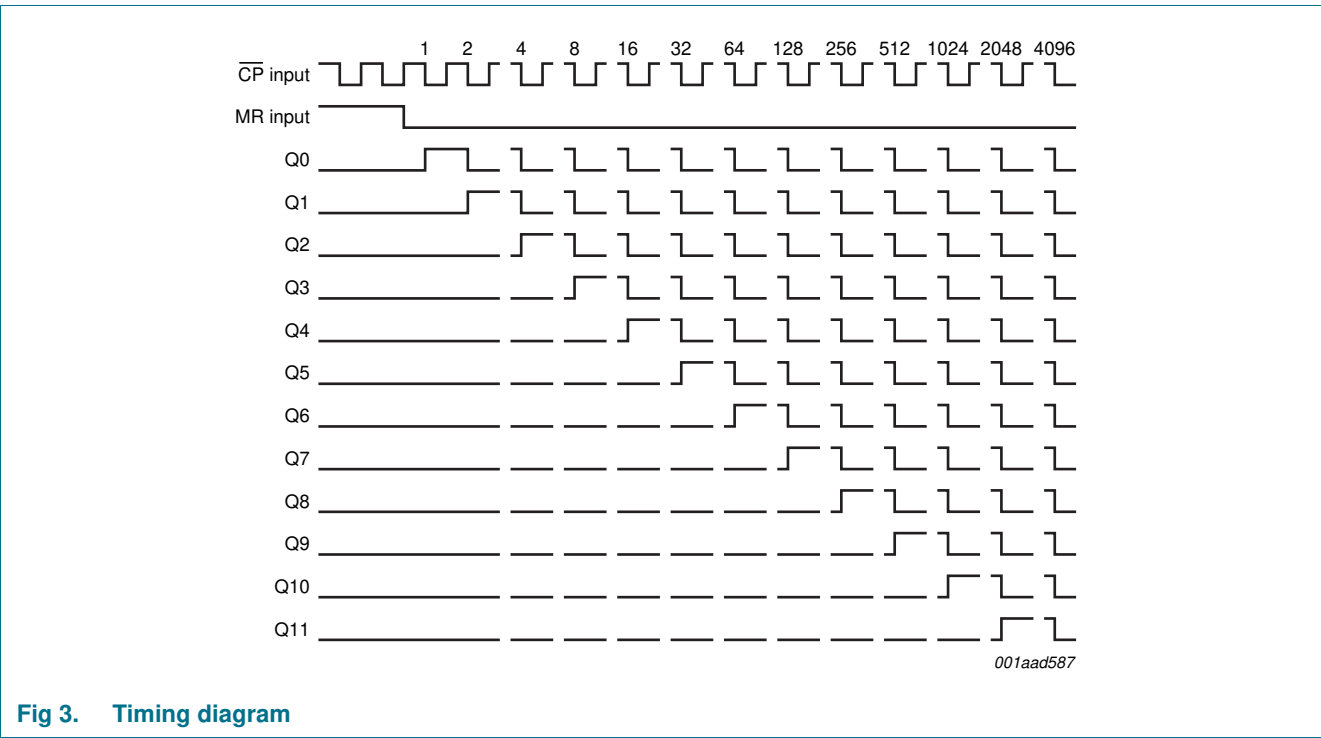 1 2 4 8 16 32 64 128 256 512 1024 2048 4096
CP input
MR input
Q0
Q1
Q2
Q3
Q4
Q5
Q6
Q7
Q8
Q9
Q10
Q11
001aad587
Fig 3. Timing diagram